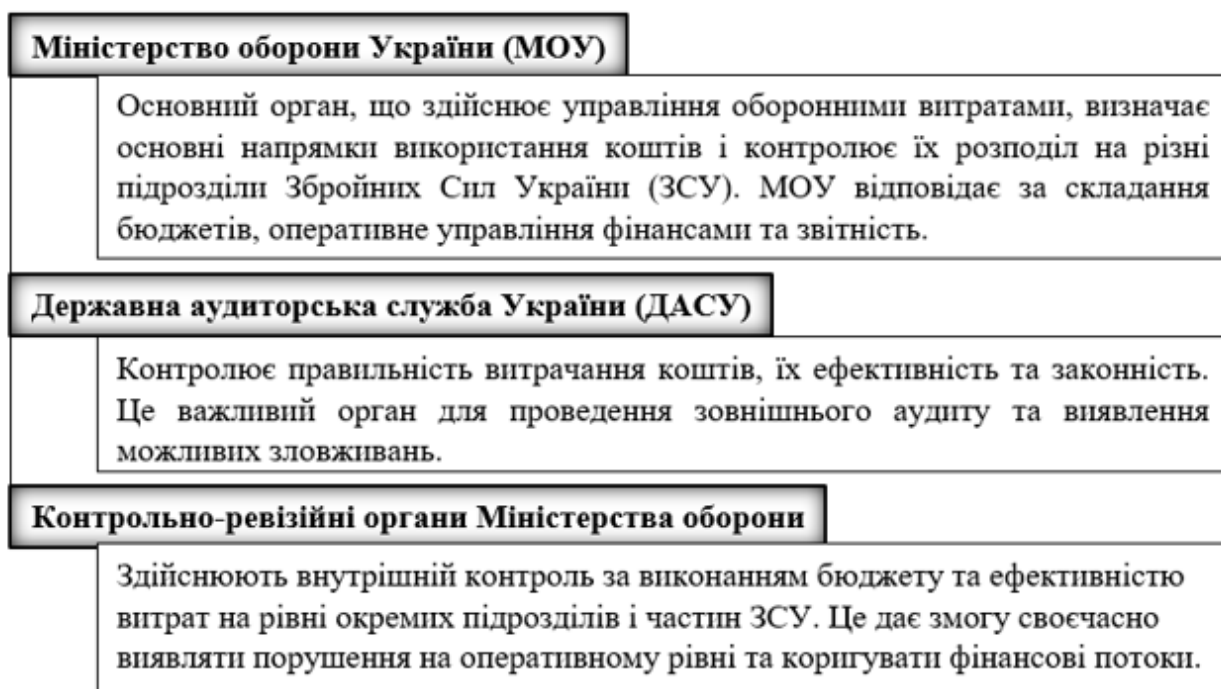 Міністерство оборони України (МОУ)
Основний орган, що здійснює управління оборонними витратами, визначає
основні напрямки використання коштів і контролює їх розподіл на різні
підрозділи Збройних Сил України (ЗСУ). МОУ відповідає за складання
бюджетів, оперативне управління фінансами та звітність.
Державна аудиторська служба України (ДАСУ)
Контролює правильність витрачання коштів, їх ефективність та законність.
Це важливий орган для проведення зовнішнього аудиту та виявлення
можливих зловживань.
Контрольно-ревізійні органи Міністерства оборони
Здійснюють внутрішній контроль за виконанням бюджету та ефективністю
витрат на рівні окремих підрозділів і частин ЗСУ. Це дає змогу своєчасно
виявляти порушення на оперативному рівні та коригувати фінансові потоки.